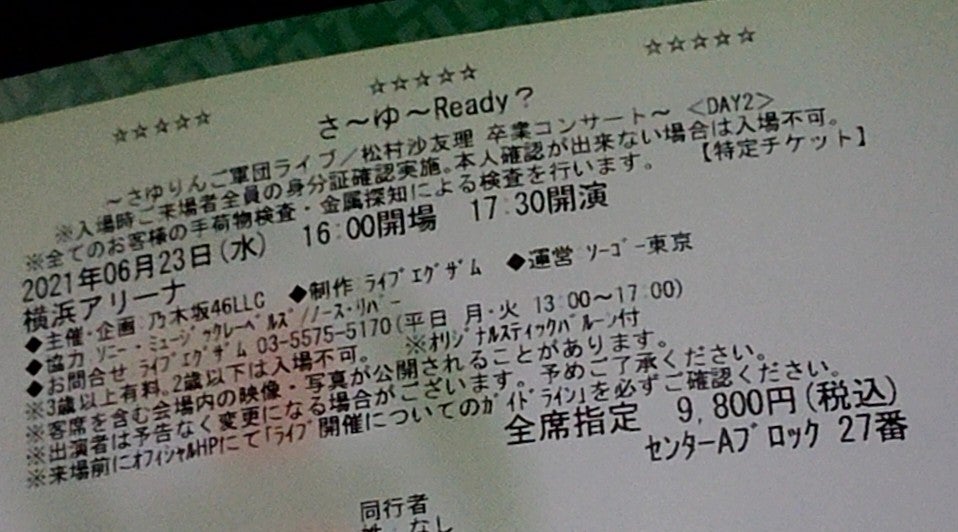 ☆☆☆☆☆ ☆☆☆☆☆ ☆☆☆☆☆
さ～ゆ～Ready？
～さゆりんご軍団ライブ／松村沙友理 卒業コンサート～ ＜DAY2＞
※入場時ご来場者全員の身分証確認実施。本人確認が出来ない場合は入場不可。
※全てのお客様の手荷物検査・金属探知による検査を行います。 【特定チケット】
2021年06月23日(水) 16:00開場 17:30開演
横浜アリーナ
◆主催・企画:乃木坂46LLC ◆制作:ﾗｲﾌﾞｴｸﾞｻﾞﾑ ◆運営 ｿｰｺﾞｰ東京
◆協力 ｿﾆｰ・ﾐｭｰｼﾞｯｸﾚｰﾍﾞﾙｽﾞ/ﾉｰｽ・ﾘﾊﾞｰ
◆お問合せ ﾗｲﾌﾞｴｸﾞｻﾞﾑ 03-5575-5170(平日 月・火 13:00～17:00)
※3歳以上有料、2歳以下は入場不可。 ※ｵﾘｼﾞﾅﾙｽﾃｨｯｸﾊﾞﾙｰﾝ付
※客席を含む会場内の映像・写真が公開されることがあります。
※出演者は予告なく変更になる場合がございます。予めご了承ください。
※来場前にｵﾌｨｼｬﾙHPにて｢ﾗｲﾌﾞ開催についてのｶﾞｲﾄﾞﾗｲﾝ｣を必ずご確認ください。
全席指定 9,800円(税込)
ｾﾝﾀｰAﾌﾞﾛｯｸ 27番
同行者
なし